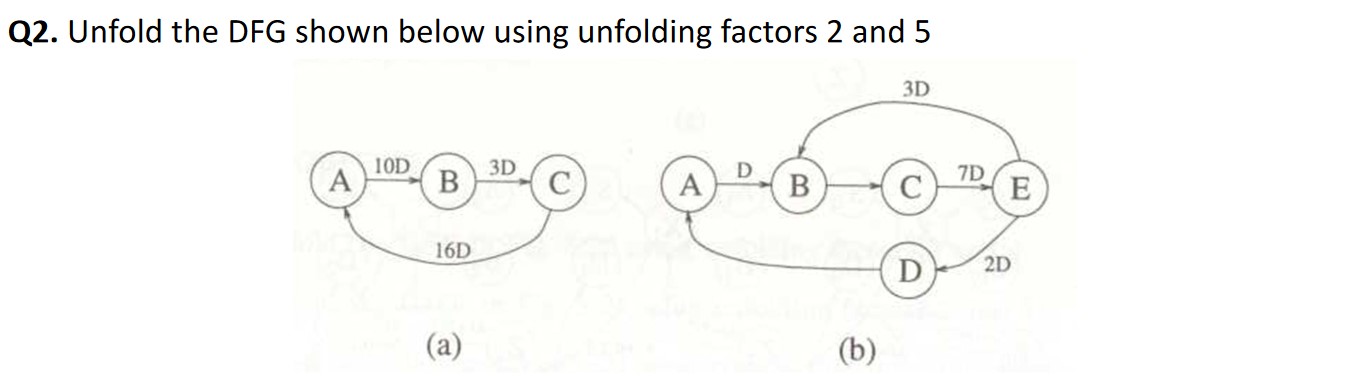 Q2. Unfold the DFG shown below using unfolding factors 2 and 5
3D
A 10D B 3D C
16D
(a)
A D B C 7D E
D 2D
(b)